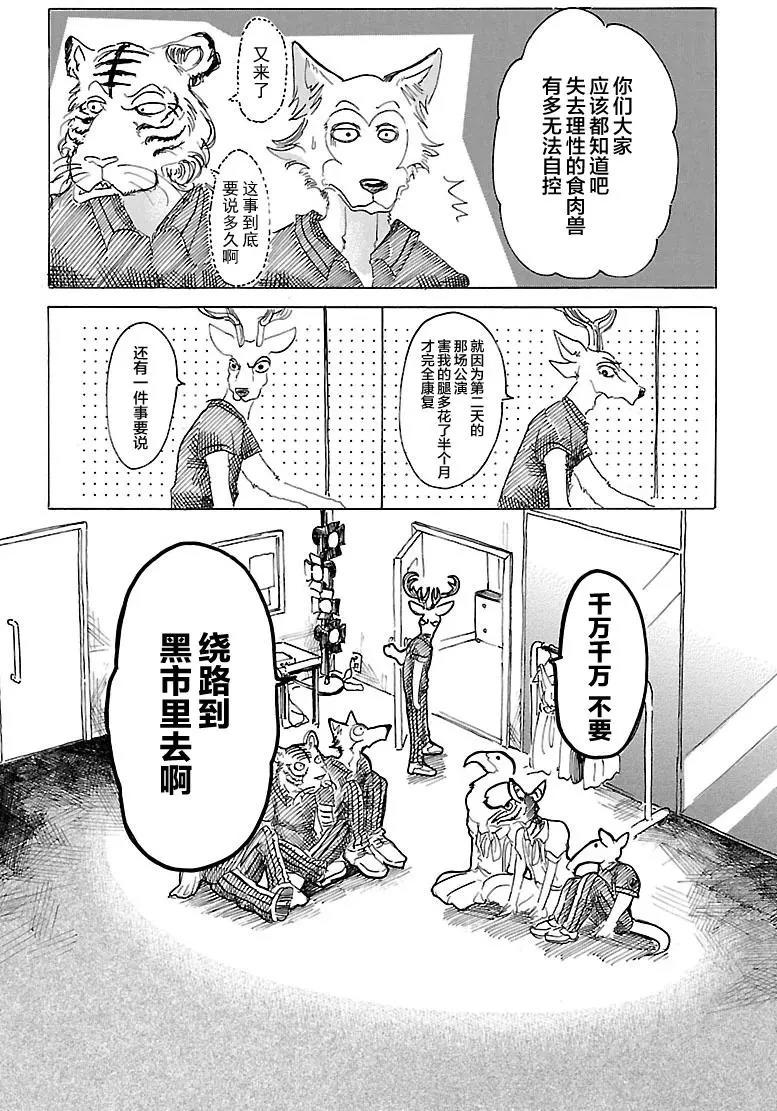 你们大家
应该都知道吧
失去理性的食肉兽
有多无法自控
又来了
这事到底
要说多久啊
就因为第二天的
那场公演
害我的腿多花了半个月
才完全康复
还有一件事要说
千万千万 不要
绕路到
黑市里去啊